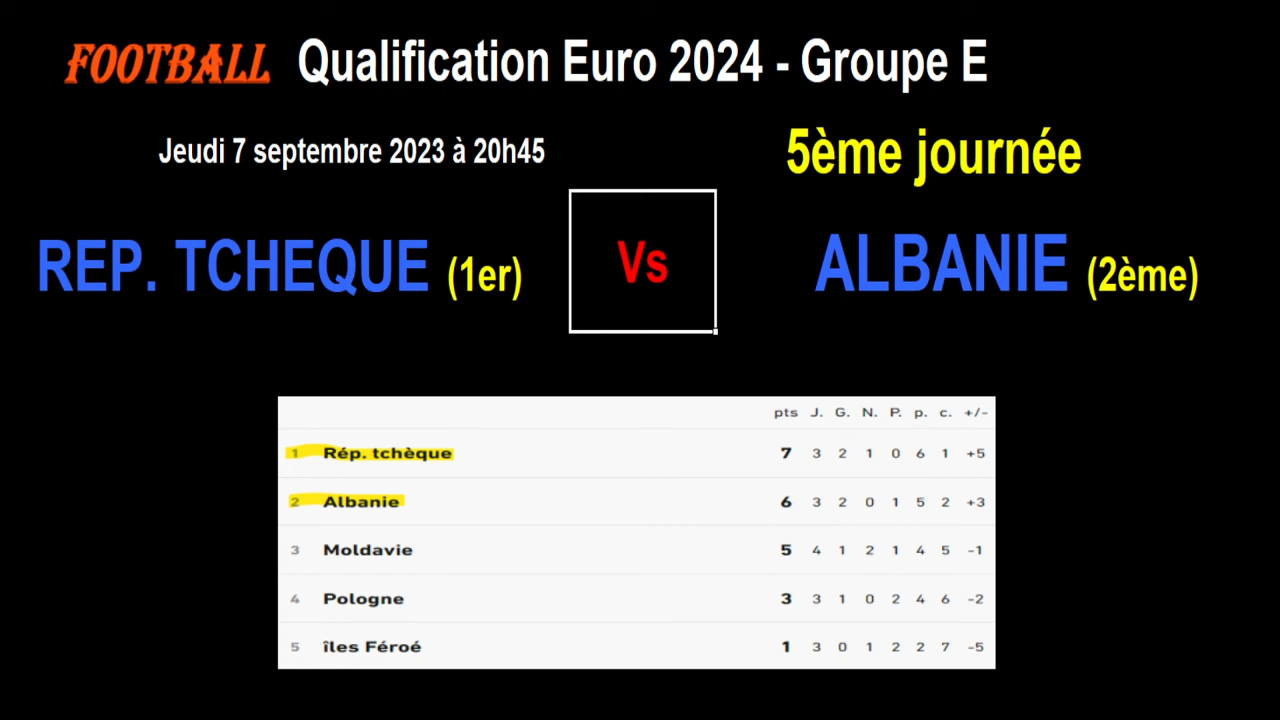 FOOTBALL Qualification Euro 2024 - Groupe E
Jeudi 7 septembre 2023 à 20h45
5ème journée
REP. TCHEQUE (1er) Vs ALBANIE (2ème)
pts J. G. N. P. p. c. +/-
1 Rép. tchèque 7 3 2 1 0 6 1 +5
2 Albanie 6 3 2 0 1 5 2 +3
3 Moldavie 5 4 1 2 1 4 5 -1
4 Pologne 3 3 1 0 2 4 6 -2
5 îles Féroé 1 3 0 1 2 2 7 -5